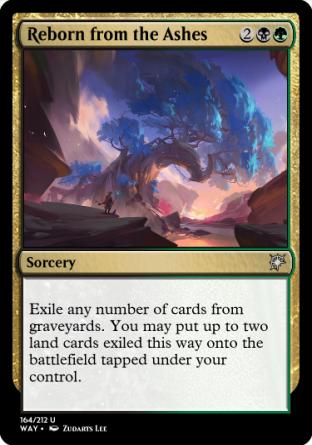 Reborn from the Ashes 2
Sorcery
Exile any number of cards from
graveyards. You may put up to two
land cards exiled this way onto the
battlefield tapped under your
control.
164/212 U
WAY • Zudarts Lee